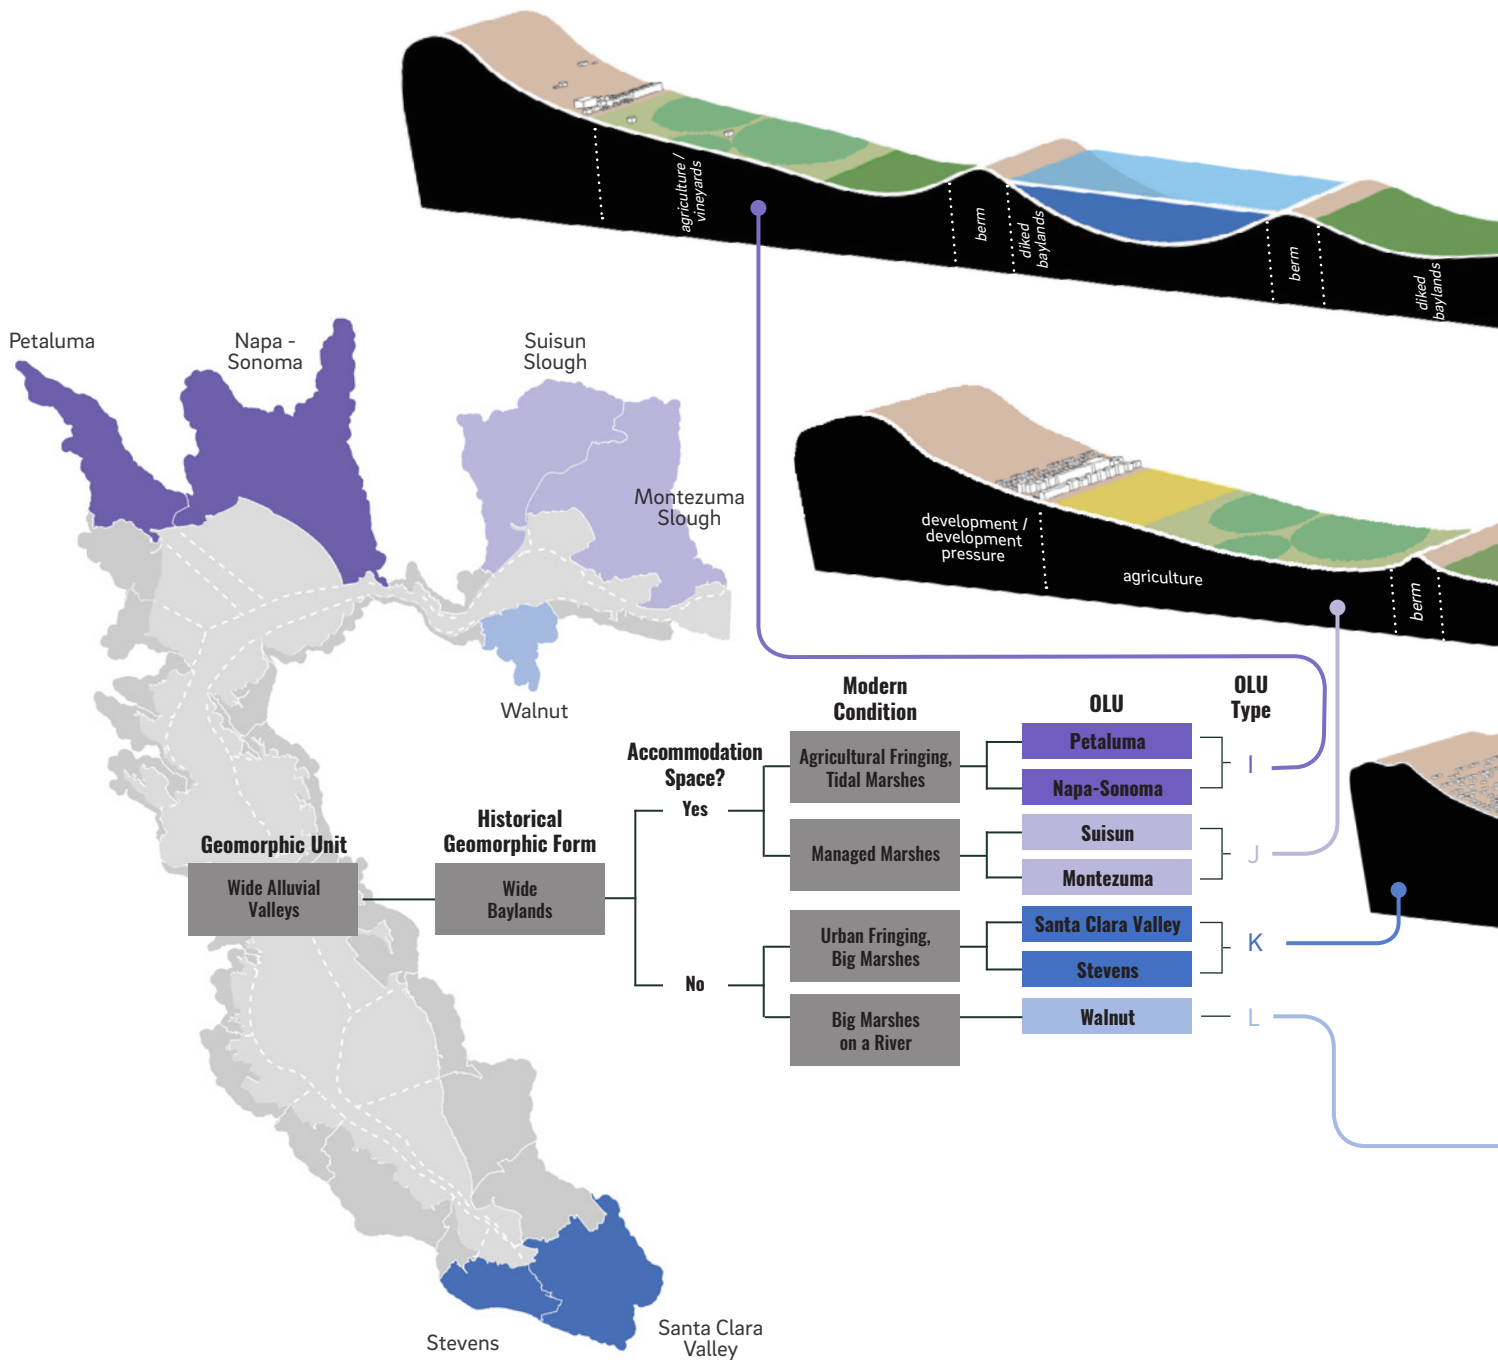 agriculture /
vineyards
berm
diked
baylands
berm
diked
baylands
Petaluma
Napa -
Sonoma
Suisun
Slough
Montezuma
Slough
Walnut
development /
development
pressure
agriculture
berm
Geomorphic Unit
Wide Alluvial
Valleys
Historical
Geomorphic Form
Wide
Baylands
Accommodation
Space?
Yes
No
Modern
Condition
Agricultural Fringing,
Tidal Marshes
Managed Marshes
Urban Fringing,
Big Marshes
Big Marshes
on a River
OLU
Petaluma
Napa-Sonoma
Suisun
Montezuma
Santa Clara Valley
Stevens
Walnut
OLU
Type
I
J
K
L
Stevens
Santa Clara
Valley